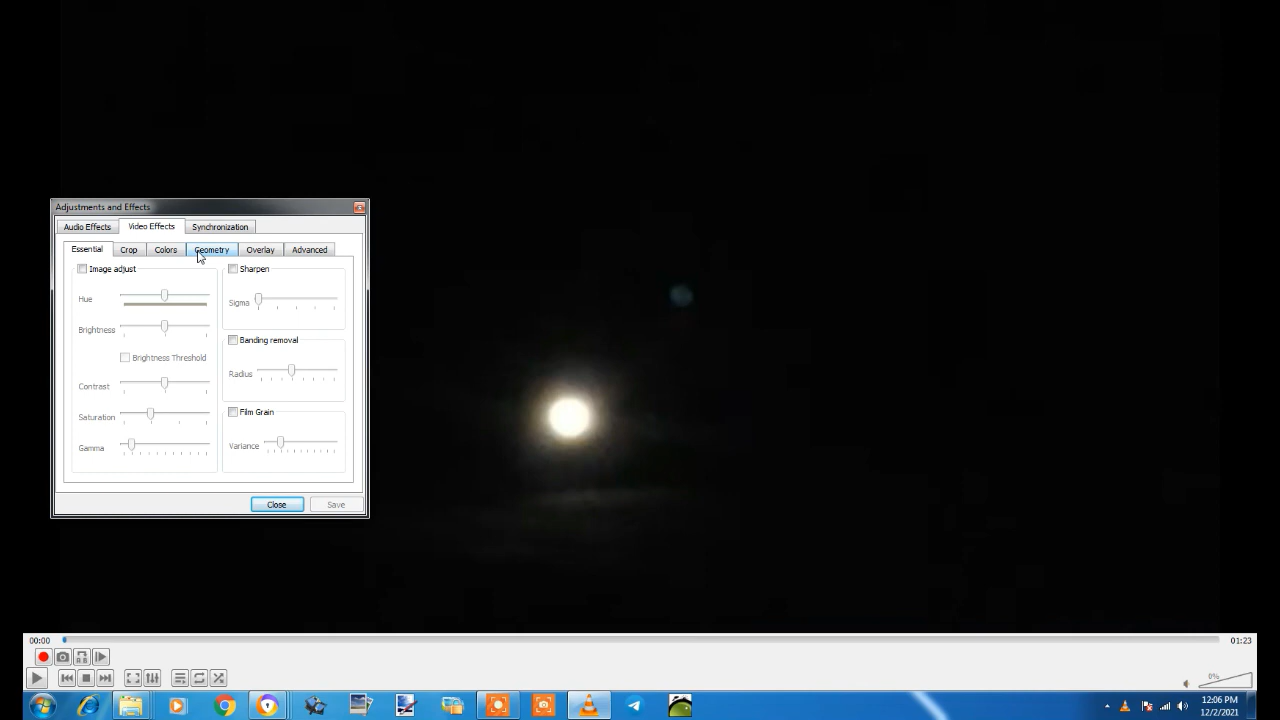 Adjustments and Effects
Audio Effects Video Effects Synchronization
Essential Crop Colors Geometry Overlay Advanced
Image adjust
Hue
Brightness
Brightness Threshold
Contrast
Saturation
Gamma
Sharpen
Sigma
Banding removal
Radius
Film Grain
Variance
Close Save
00:00 01:23
0%
12:06 PM
12/2/2021